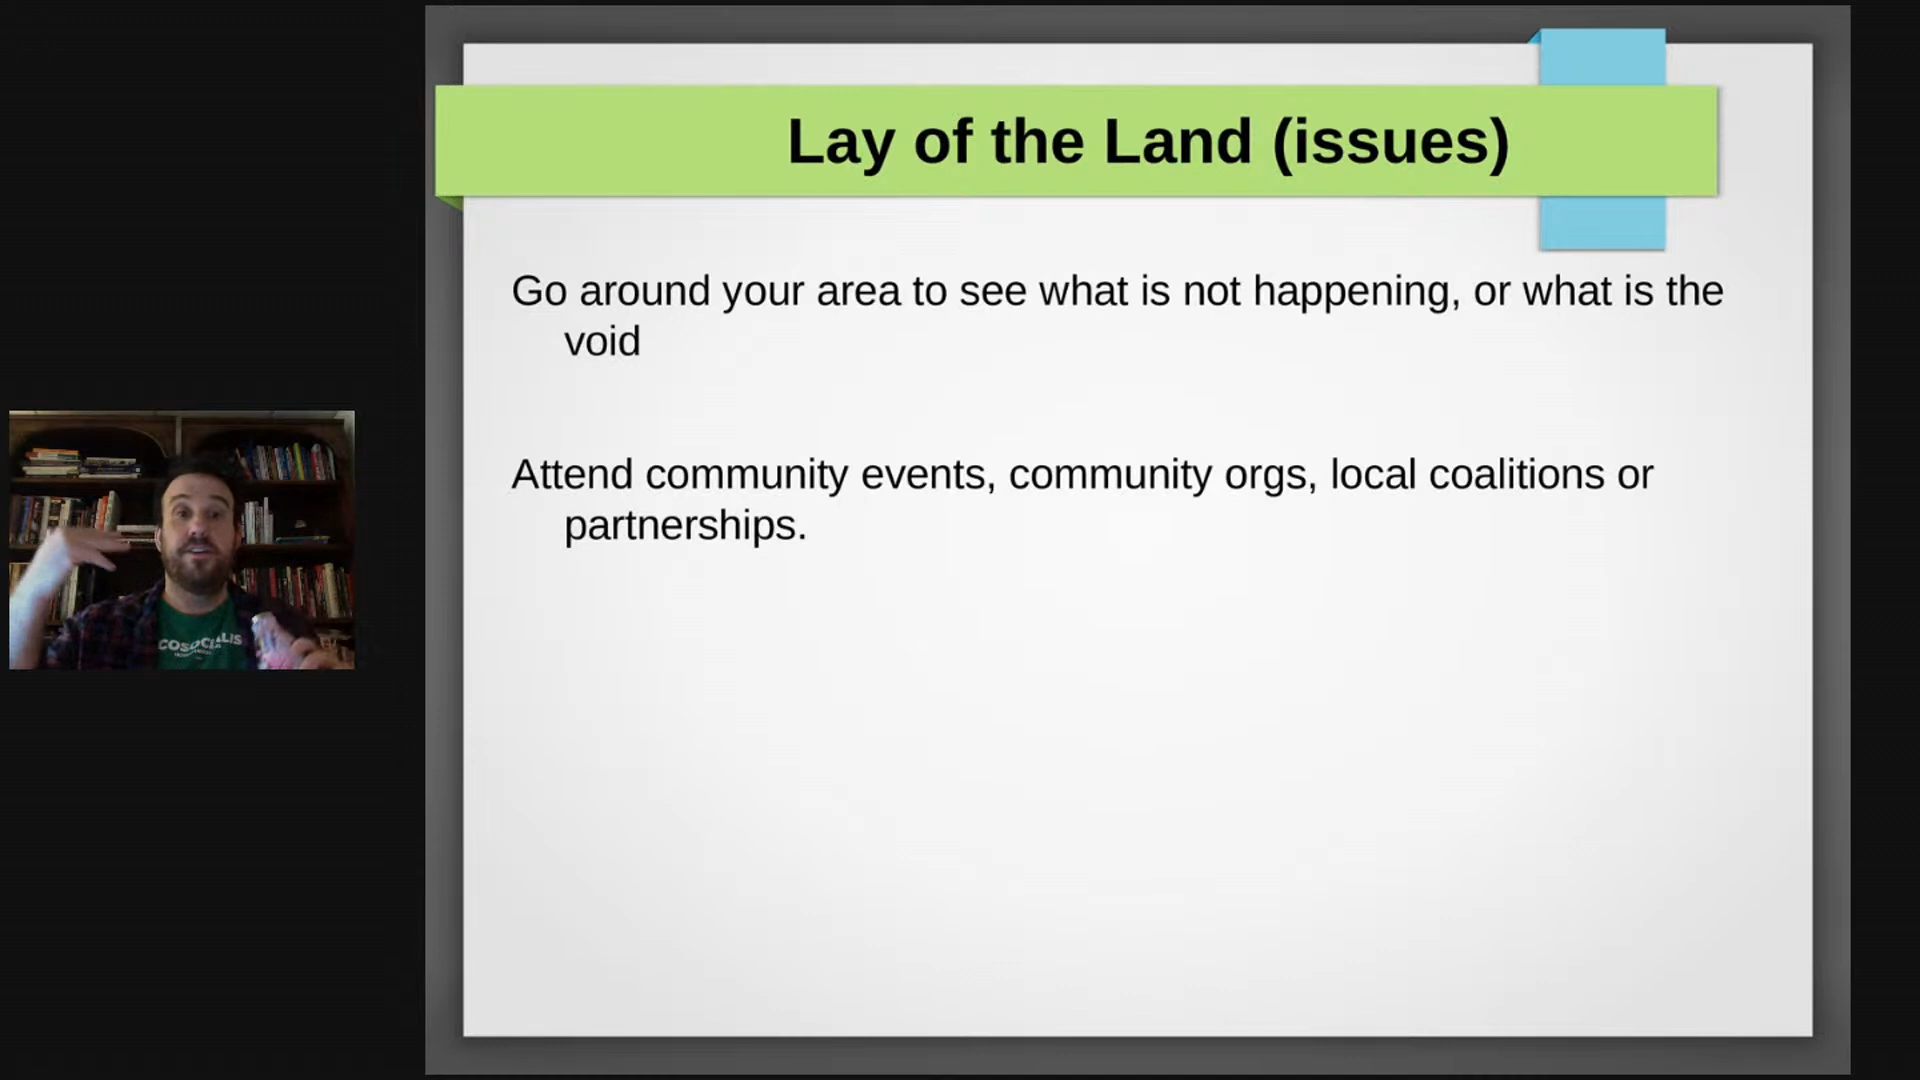 Lay of the Land (issues)
Go around your area to see what is not happening, or what is the
void
Attend community events, community orgs, local coalitions or
partnerships.